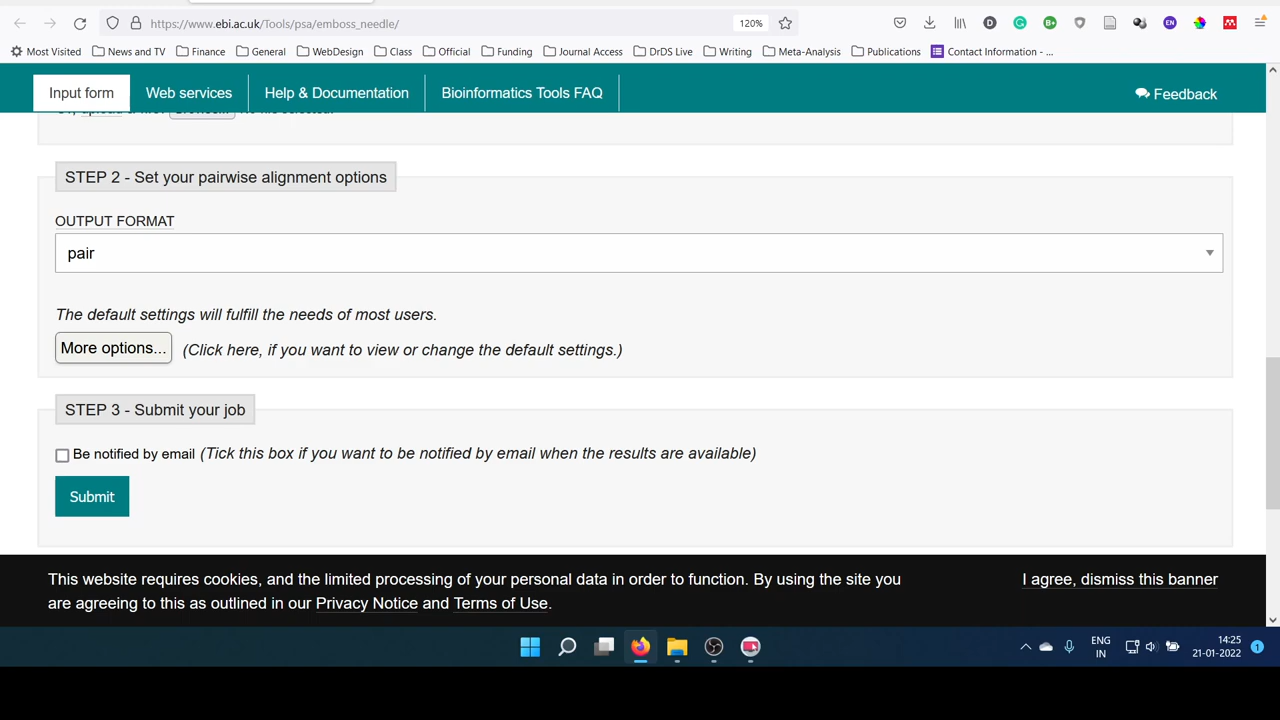 https://www.ebi.ac.uk/Tools/psa/emboss_needle/
120%
Most Visited
News and TV
Finance
General
WebDesign
Class
Official
Funding
Journal Access
DrDS Live
Writing
Meta-Analysis
Publications
Contact Information - ...
Input form
Web services
Help & Documentation
Bioinformatics Tools FAQ
Feedback
STEP 2 - Set your pairwise alignment options
OUTPUT FORMAT
pair
The default settings will fulfill the needs of most users.
More options... (Click here, if you want to view or change the default settings.)
STEP 3 - Submit your job
Be notified by email (Tick this box if you want to be notified by email when the results are available)
Submit
This website requires cookies, and the limited processing of your personal data in order to function. By using the site you
are agreeing to this as outlined in our Privacy Notice and Terms of Use.
I agree, dismiss this banner
ENG
IN
14:25
21-01-2022
1